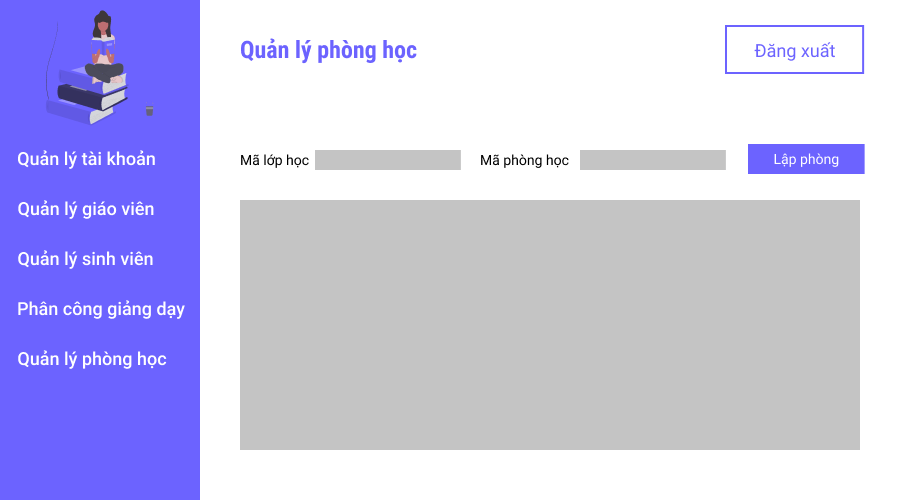 Quản lý tài khoản
Quản lý giáo viên
Quản lý sinh viên
Phân công giảng dạy
Quản lý phòng học
Quản lý phòng học
Đăng xuất
Mã lớp học
Mã phòng học
Lập phòng